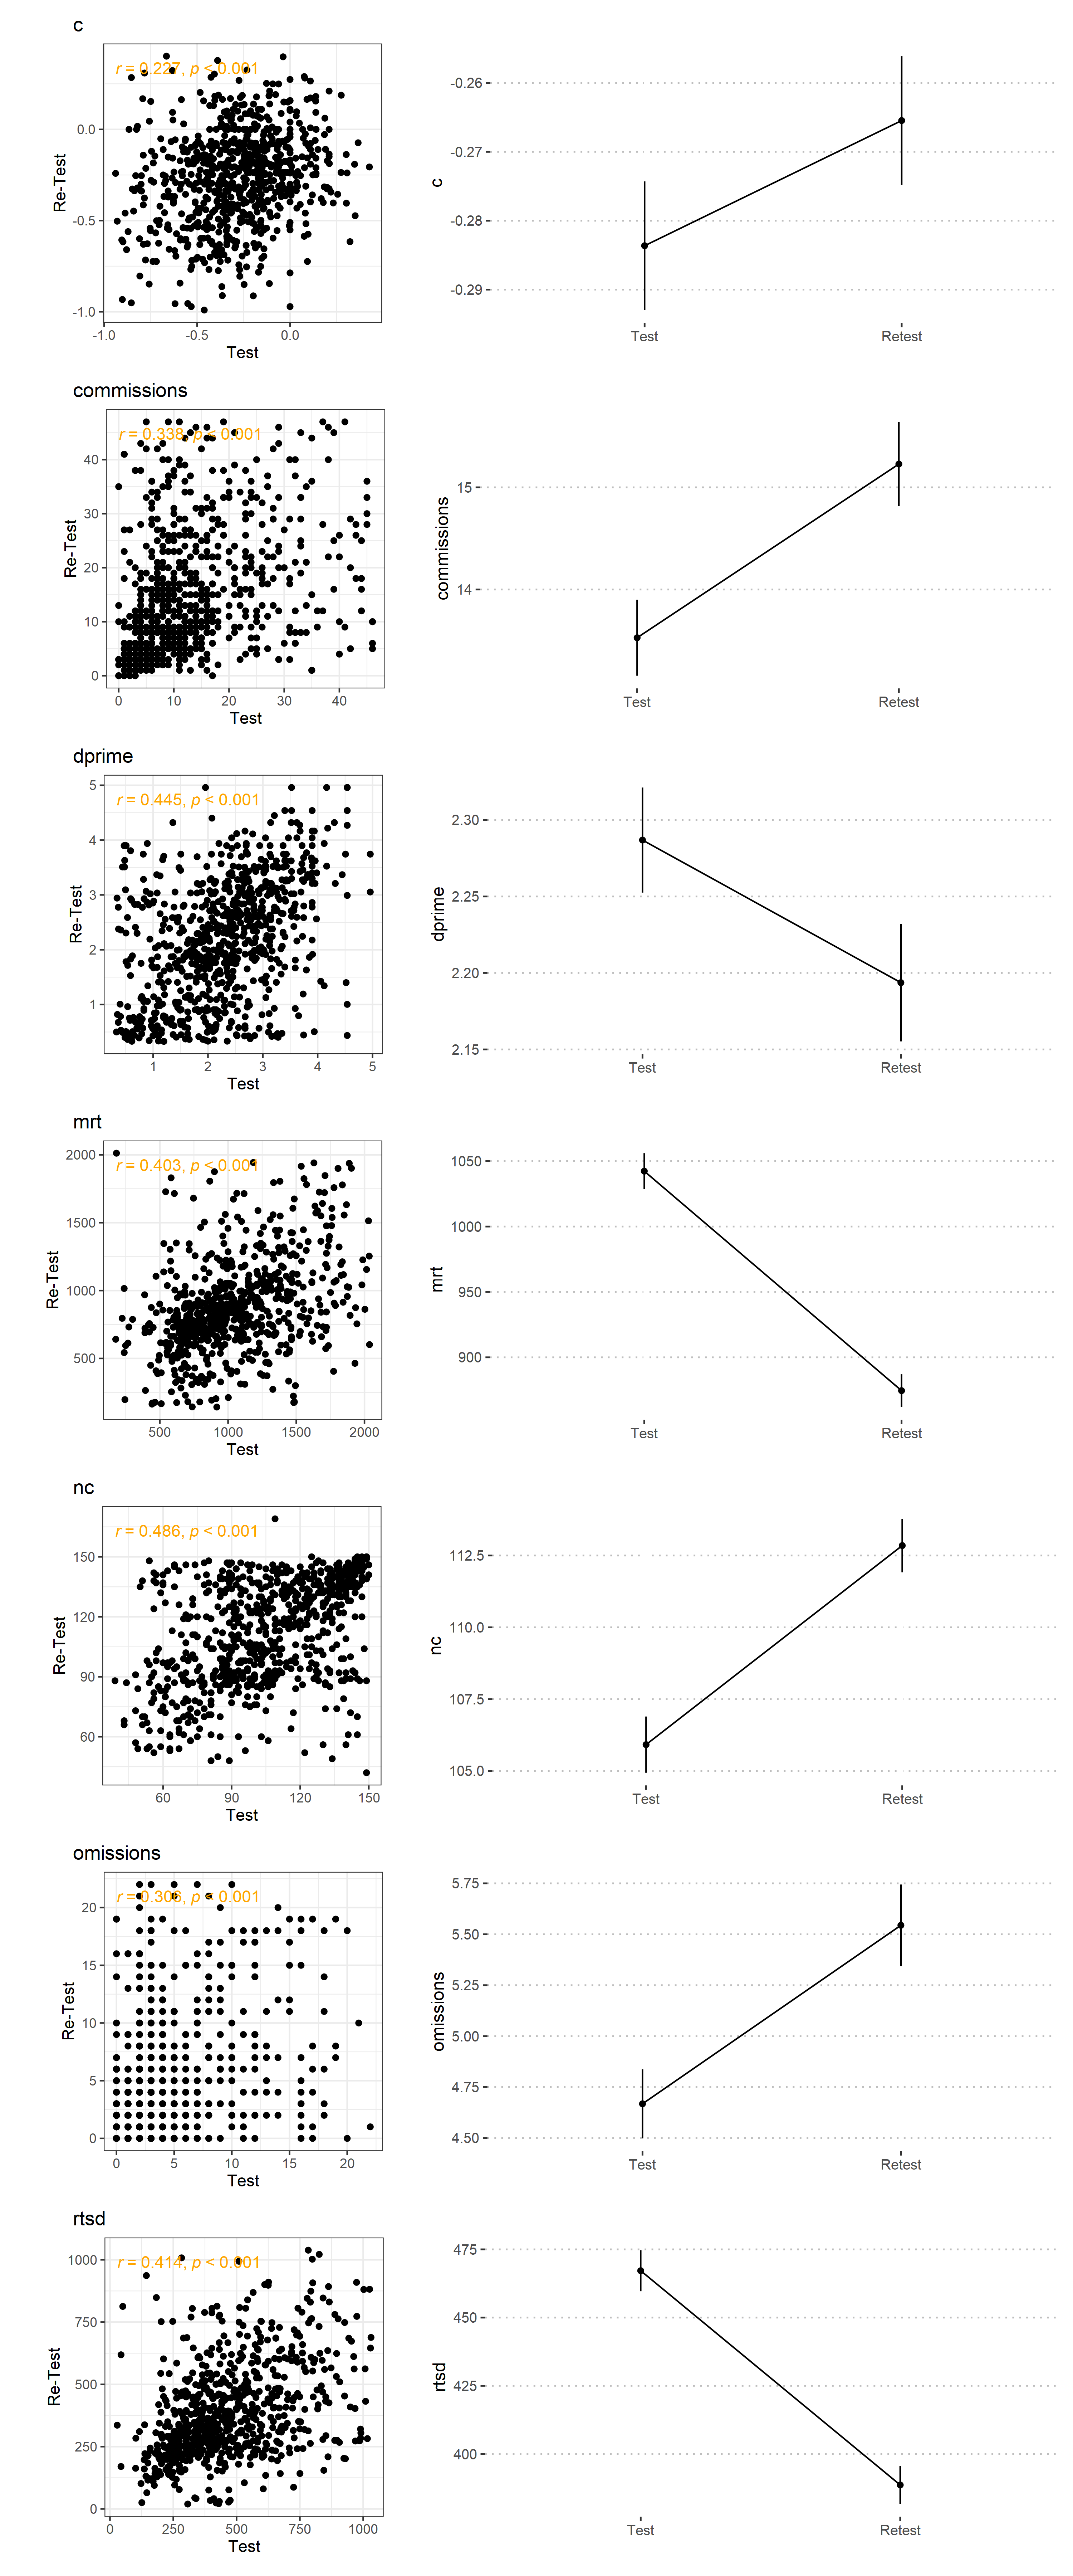 c
r = 0.227, p < 0.001
0.0
-0.5
-1.0
Re-Test
-1.0 -0.5 0.0
Test
-0.26
-0.27
-0.28
-0.29
c
Test Retest
commissions
r = 0.338, p < 0.001
40
30
20
10
0
Re-Test
0 10 20 30 40
Test
15
14
commissions
Test Retest
dprime
r = 0.445, p < 0.001
5
4
3
2
1
Re-Test
1 2 3 4 5
Test
2.30
2.25
2.20
2.15
dprime
Test Retest
mrt
r = 0.403, p < 0.001
2000
1500
1000
500
Re-Test
500 1000 1500 2000
Test
1050
1000
950
900
mrt
Test Retest
nc
r = 0.486, p < 0.001
150
120
90
60
Re-Test
60 90 120 150
Test
112.5
110.0
107.5
105.0
nc
Test Retest
omissions
r = 0.306, p < 0.001
20
15
10
5
0
Re-Test
0 5 10 15 20
Test
5.75
5.50
5.25
5.00
4.75
4.50
omissions
Test Retest
rtsd
r = 0.414, p < 0.001
1000
750
500
250
0
Re-Test
0 250 500 750 1000
Test
475
450
425
400
rtsd
Test Retest